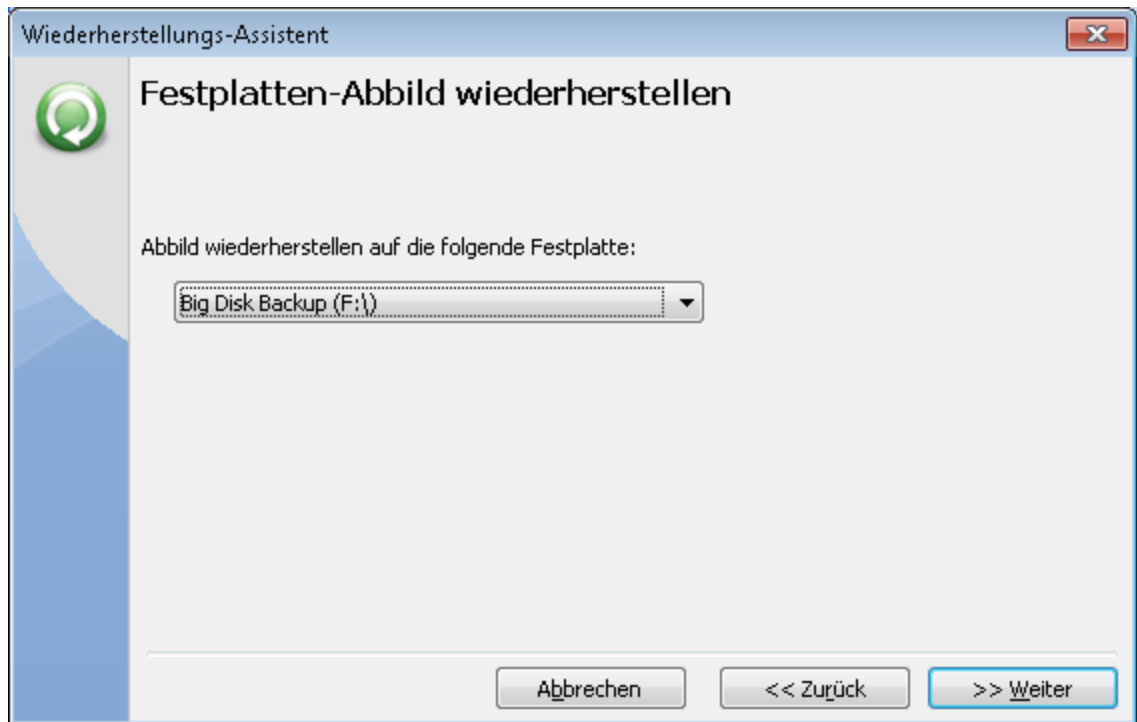 Wiederherstellungs-Assistent
Festplatten-Abbild wiederherstellen
Abbild wiederherstellen auf die folgende Festplatte:
Big Disk Backup (F:\)
Abbrechen
<< Zurück
>> Weiter